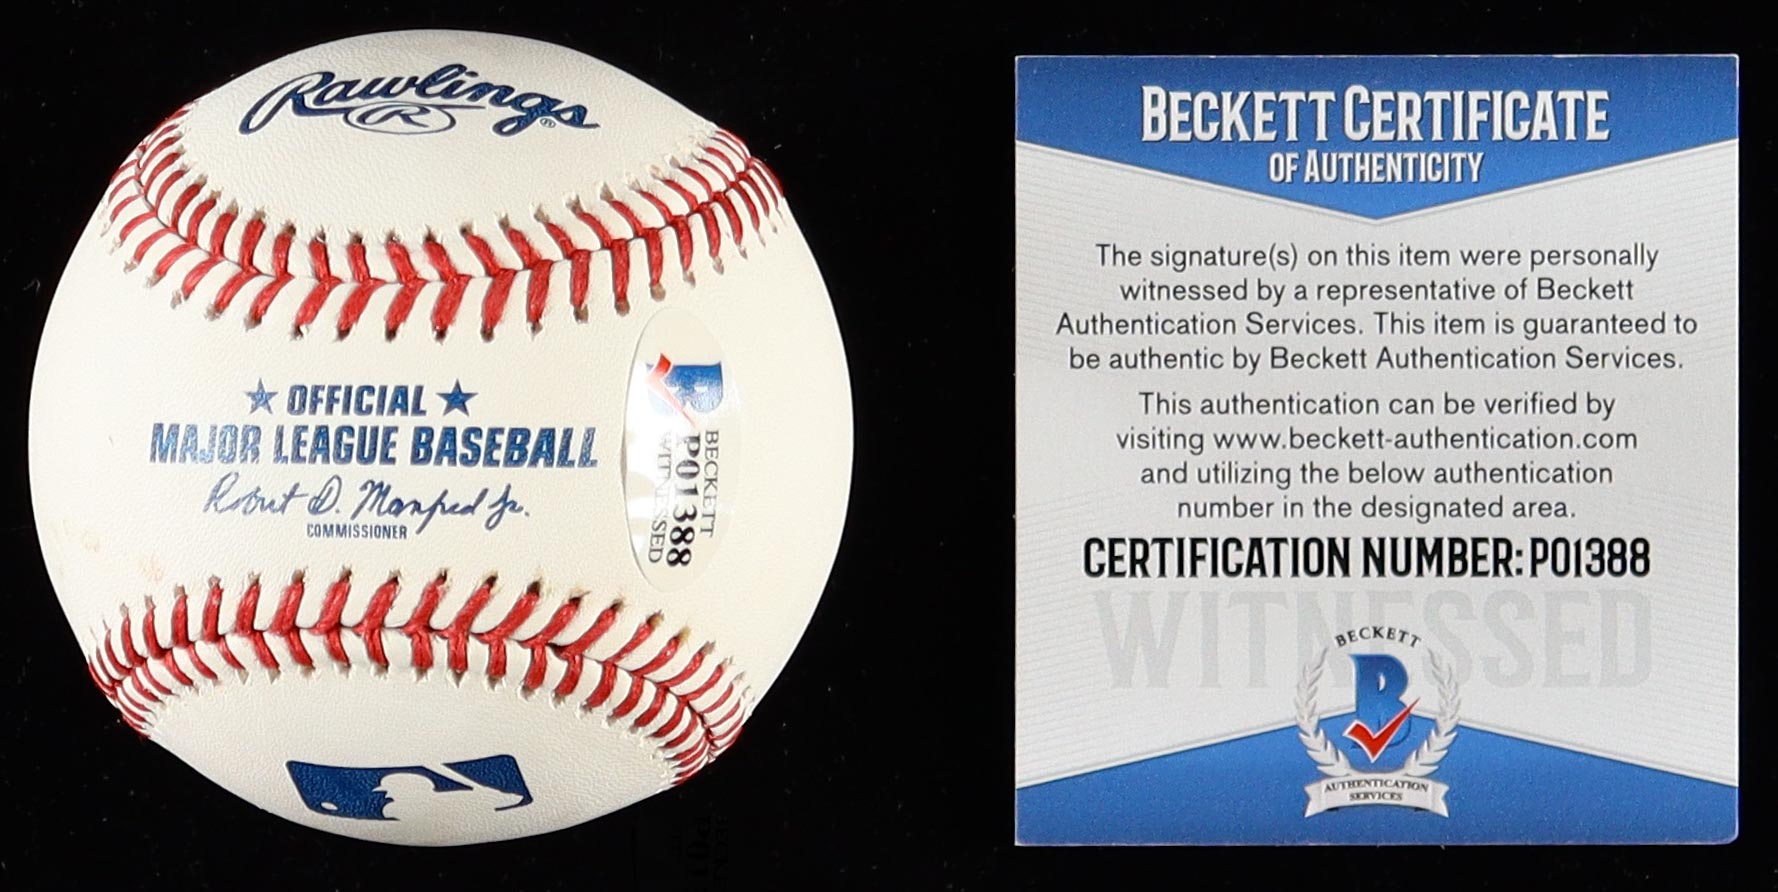 Rawlings
R
®
★ OFFICIAL ★
MAJOR LEAGUE BASEBALL
Robert D. Manfred Jr.
COMMISSIONER
B
BECKETT
P01388
WITNESSED
BECKETT CERTIFICATE
OF AUTHENTICITY
The signature(s) on this item were personally
witnessed by a representative of Beckett
Authentication Services. This item is guaranteed to
be authentic by Beckett Authentication Services.
This authentication can be verified by
visiting www.beckett-authentication.com
and utilizing the below authentication
number in the designated area.
CERTIFICATION NUMBER: P01388
WITNESSED
BECKETT
B
AUTHENTICATION
SERVICES